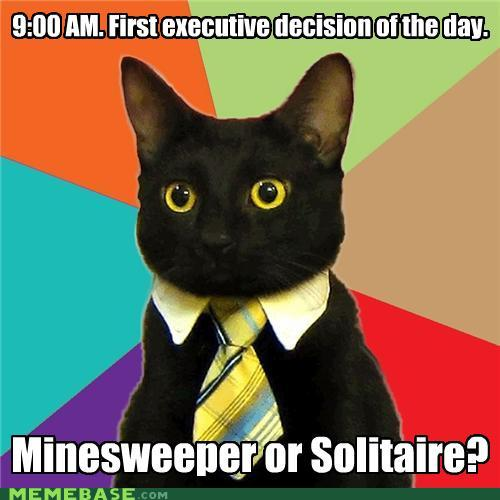 9:00 AM. First executive decision of the day.
Minesweeper or Solitaire?
MEMEBASE.COM